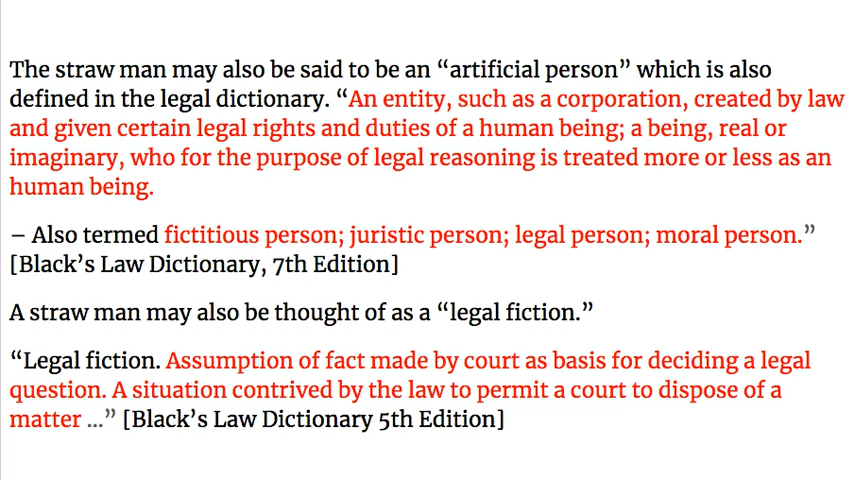 The straw man may also be said to be an “artificial person” which is also
defined in the legal dictionary. “An entity, such as a corporation, created by law
and given certain legal rights and duties of a human being; a being, real or
imaginary, who for the purpose of legal reasoning is treated more or less as an
human being.
– Also termed fictitious person; juristic person; legal person; moral person.”
[Black’s Law Dictionary, 7th Edition]
A straw man may also be thought of as a “legal fiction.”
“Legal fiction. Assumption of fact made by court as basis for deciding a legal
question. A situation contrived by the law to permit a court to dispose of a
matter ...” [Black’s Law Dictionary 5th Edition]